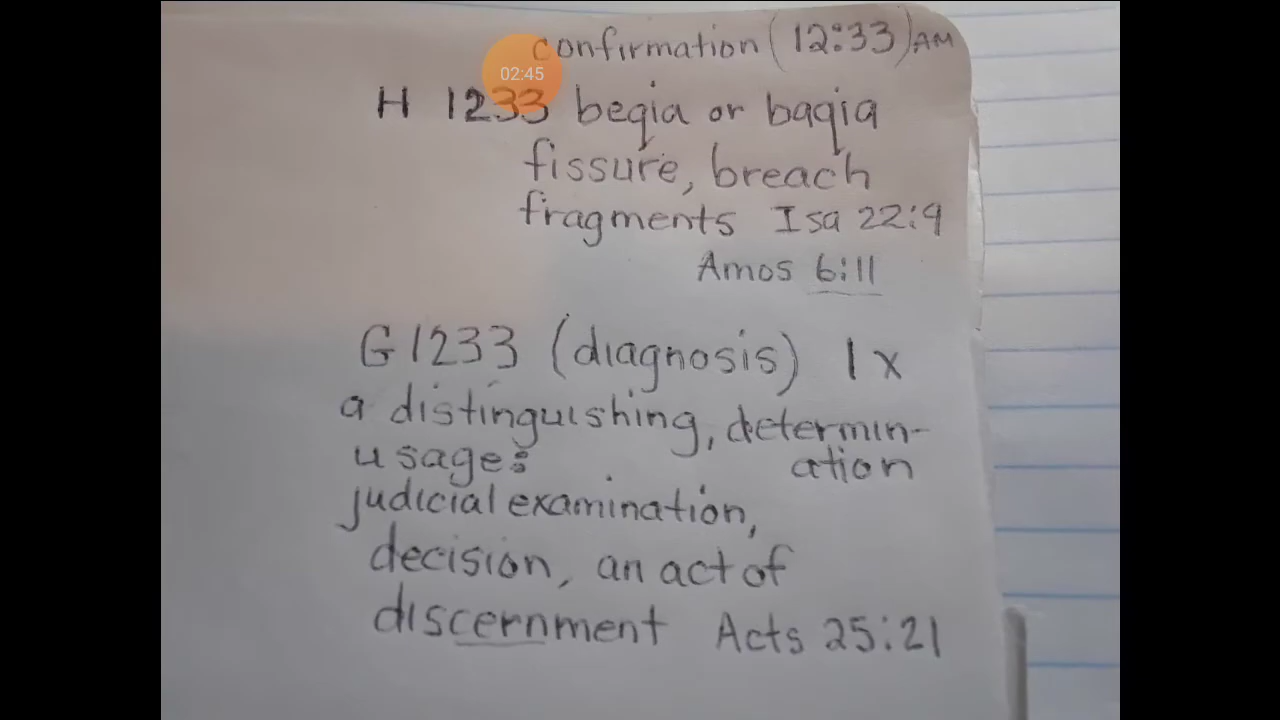 confirmation (12:33) AM
02:45
H 1233 beqia or baqia
fissure, breach
fragments Isa 22:9
Amos 6:11
G1233 (diagnosis) 1x
a distinguishing, determin-
usage: ation
judicial examination,
decision, an act of
discernment Acts 25:21